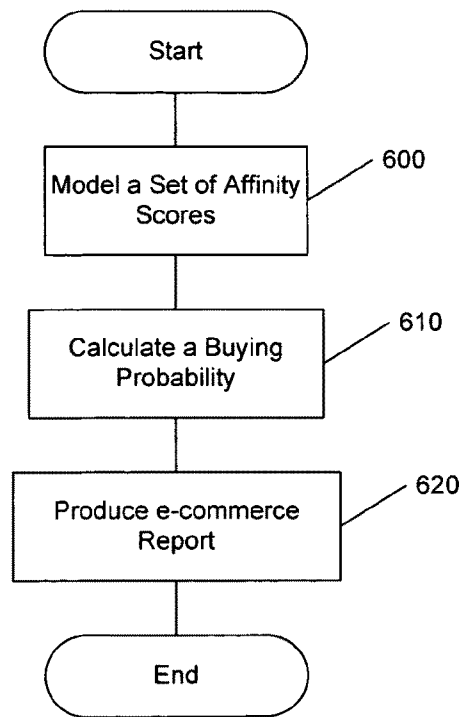 Start
600
Model a Set of Affinity
Scores
610
Calculate a Buying
Probability
620
Produce e-commerce
Report
End